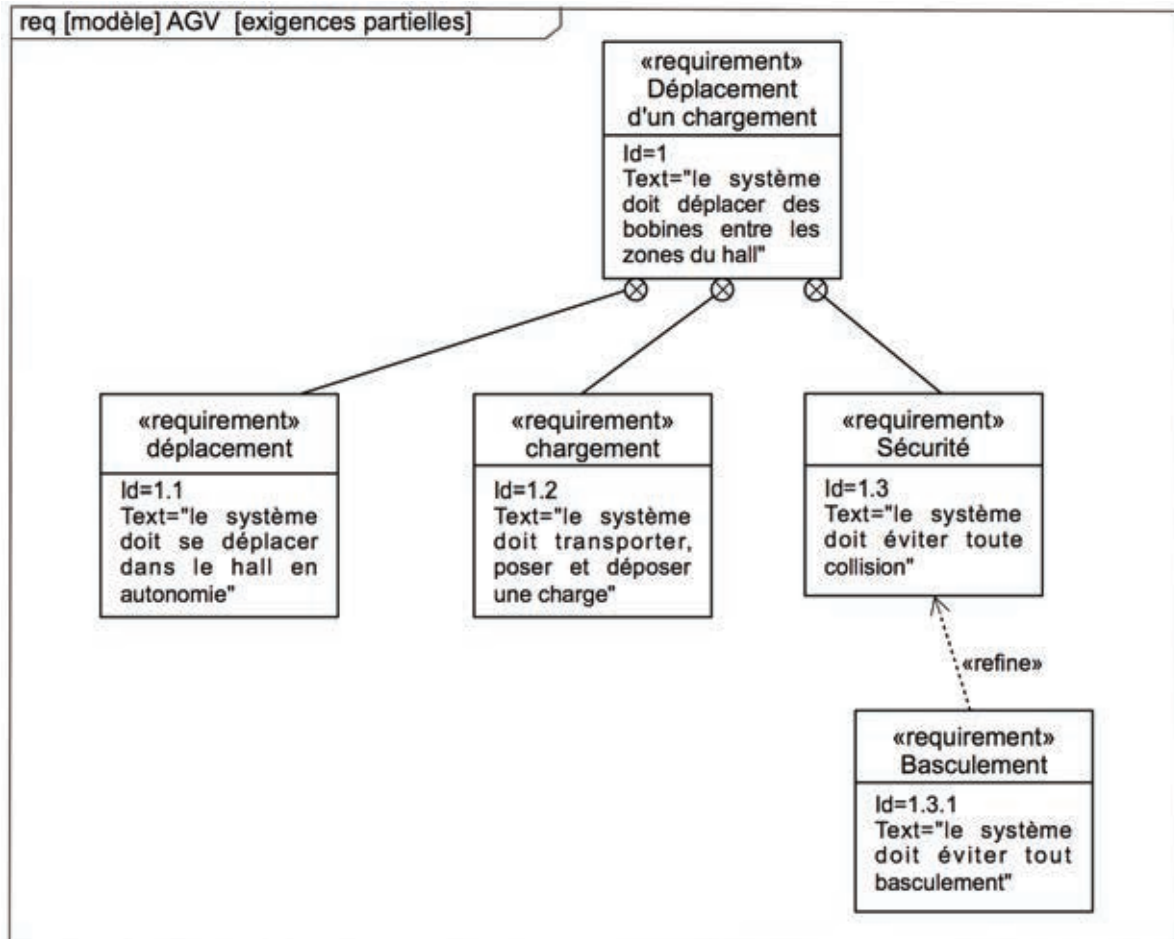 req [modèle] AGV [exigences partielles]
«requirement»
Déplacement
d'un chargement
Id=1
Text="le système
doit déplacer des
bobines entre les
zones du hall"
«requirement»
déplacement
Id=1.1
Text="le système
doit se déplacer
dans le hall en
autonomie"
«requirement»
chargement
Id=1.2
Text="le système
doit transporter,
poser et déposer
une charge"
«requirement»
Sécurité
Id=1.3
Text="le système
doit éviter toute
collision"
«refine»
«requirement»
Basculement
Id=1.3.1
Text="le système
doit éviter tout
basculement"